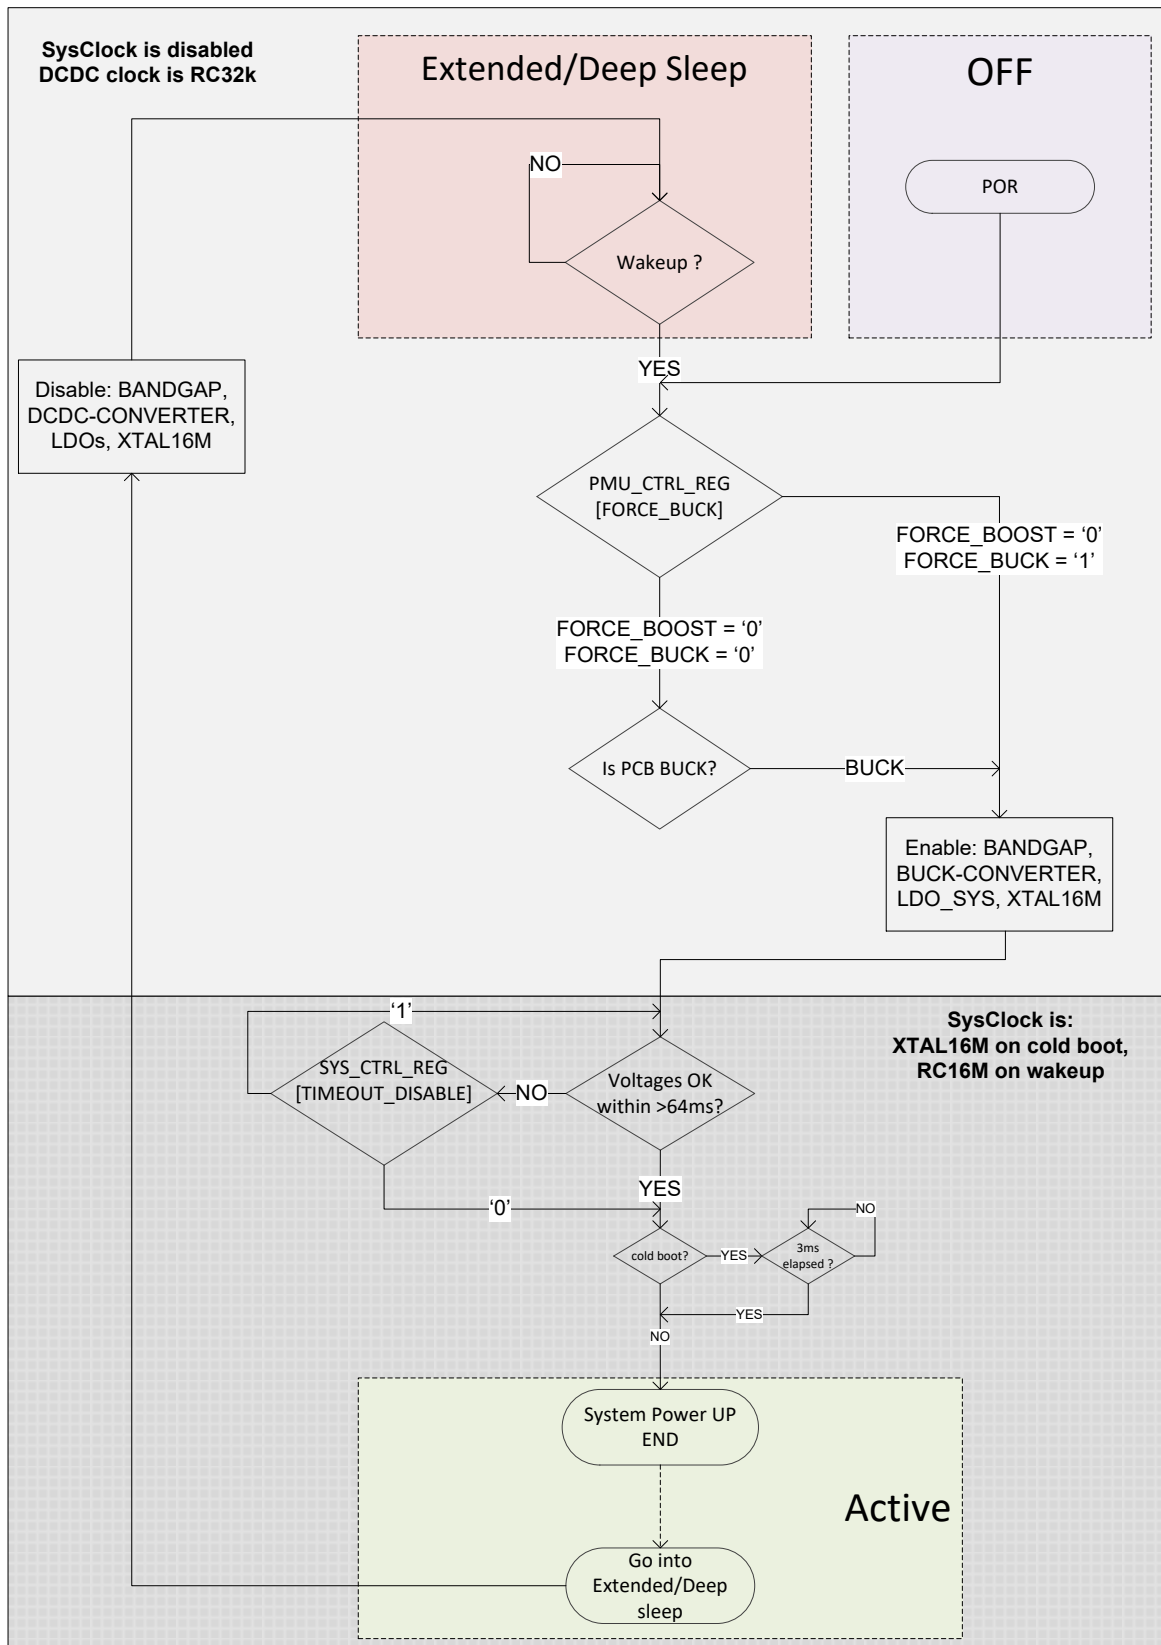 SysClock is disabled
DCDC clock is RC32k
Extended/Deep Sleep
OFF
NO
POR
Wakeup ?
YES
Disable: BANDGAP,
DCDC-CONVERTER,
LDOs, XTAL16M
PMU_CTRL_REG
[FORCE_BUCK]
FORCE_BOOST = ‘0’
FORCE_BUCK = ‘1’
FORCE_BOOST = ‘0’
FORCE_BUCK = ‘0’
Is PCB BUCK?
BUCK
Enable: BANDGAP,
BUCK-CONVERTER,
LDO_SYS, XTAL16M
‘1’
SysClock is:
XTAL16M on cold boot,
RC16M on wakeup
SYS_CTRL_REG
[TIMEOUT_DISABLE]
NO
Voltages OK
within >64ms?
YES
‘0’
NO
cold boot?
YES
3ms
elapsed ?
YES
NO
System Power UP
END
Active
Go into
Extended/Deep
sleep